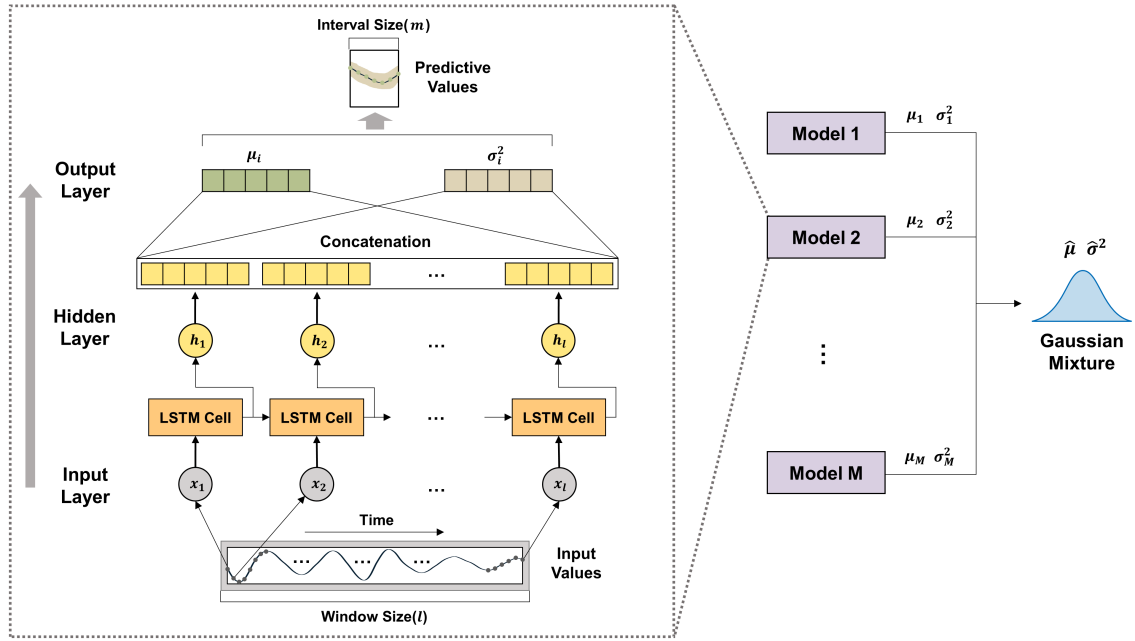 Interval Size(m)
Predictive
Values
μᵢ
σᵢ²
Output
Layer
Concatenation
...
Hidden
Layer
h₁
h₂
...
hₗ
LSTM Cell
LSTM Cell
...
LSTM Cell
Input
Layer
x₁
x₂
...
xₗ
Time
... ... ...
Input
Values
Window Size(l)
Model 1
μ₁ σ₁²
Model 2
μ₂ σ₂²
⋮
Model M
μ_M σ_M²
μ̂ σ̂²
Gaussian
Mixture